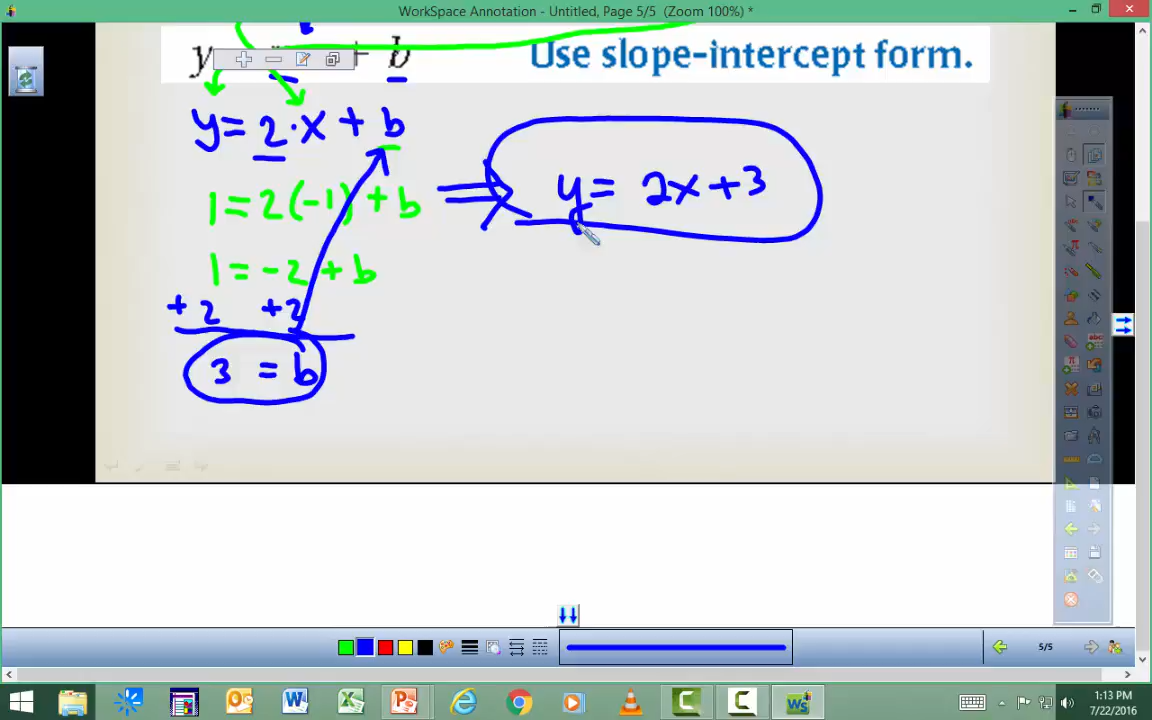 WorkSpace Annotation - Untitled, Page 5/5 (Zoom 100%) *
y + b Use slope-intercept form.
y = 2 · x + b
1 = 2(-1) + b
1 = -2 + b
+2 +2
3 = b
y = 2x + 3
5/5
1:13 PM
7/22/2016